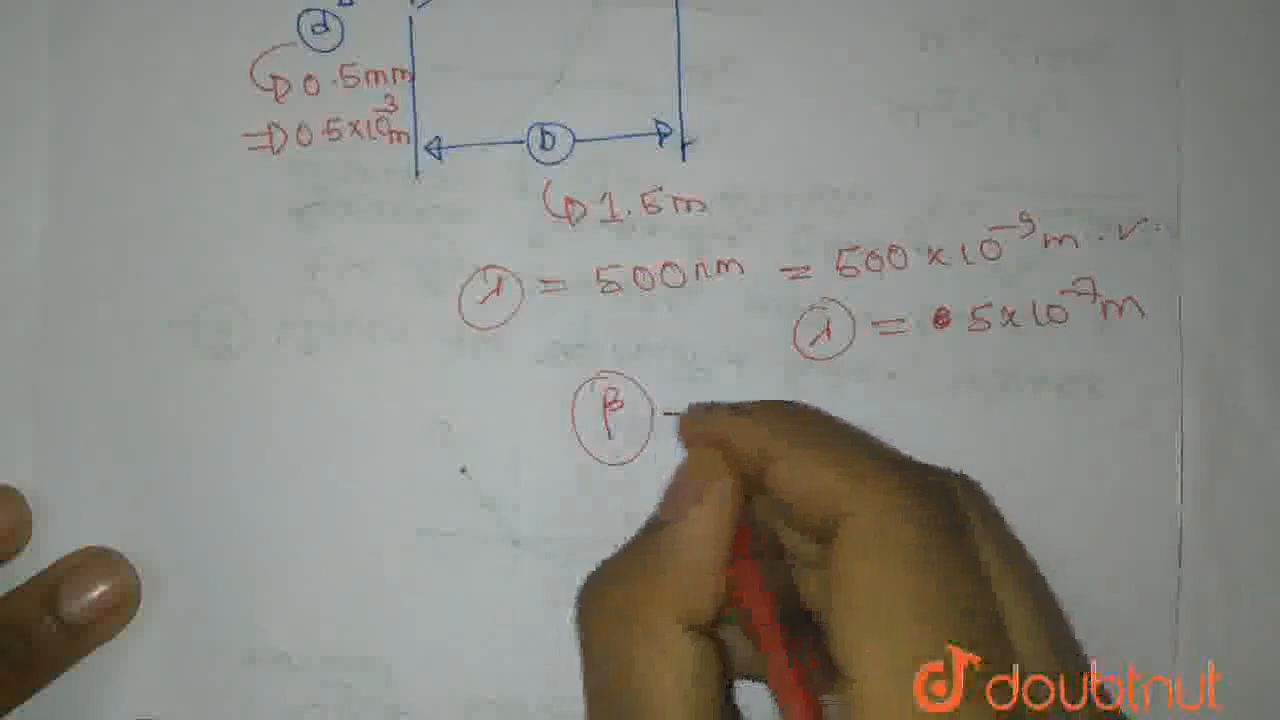 d
0.5mm
⇒ 0.5×10⁻³m
D
1.5m
λ = 500nm = 500×10⁻⁹m.
λ = 5×10⁻⁷m
β
doubtnut